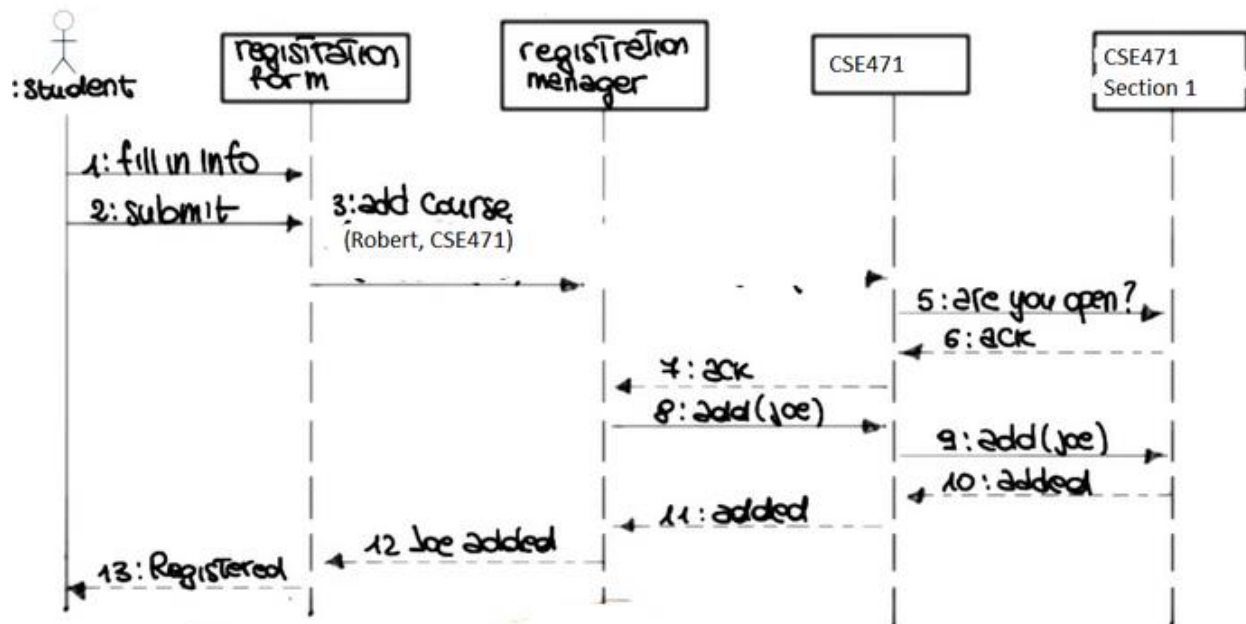 :student
registration
form
registration
manager
CSE471
CSE471
Section 1
1: fill in info
2: submit
3: add course
(Robert, CSE471)
5: are you open?
6: ack
7: ack
8: add(joe)
9: add(joe)
10: added
11: added
12 Joe added
13: Registered